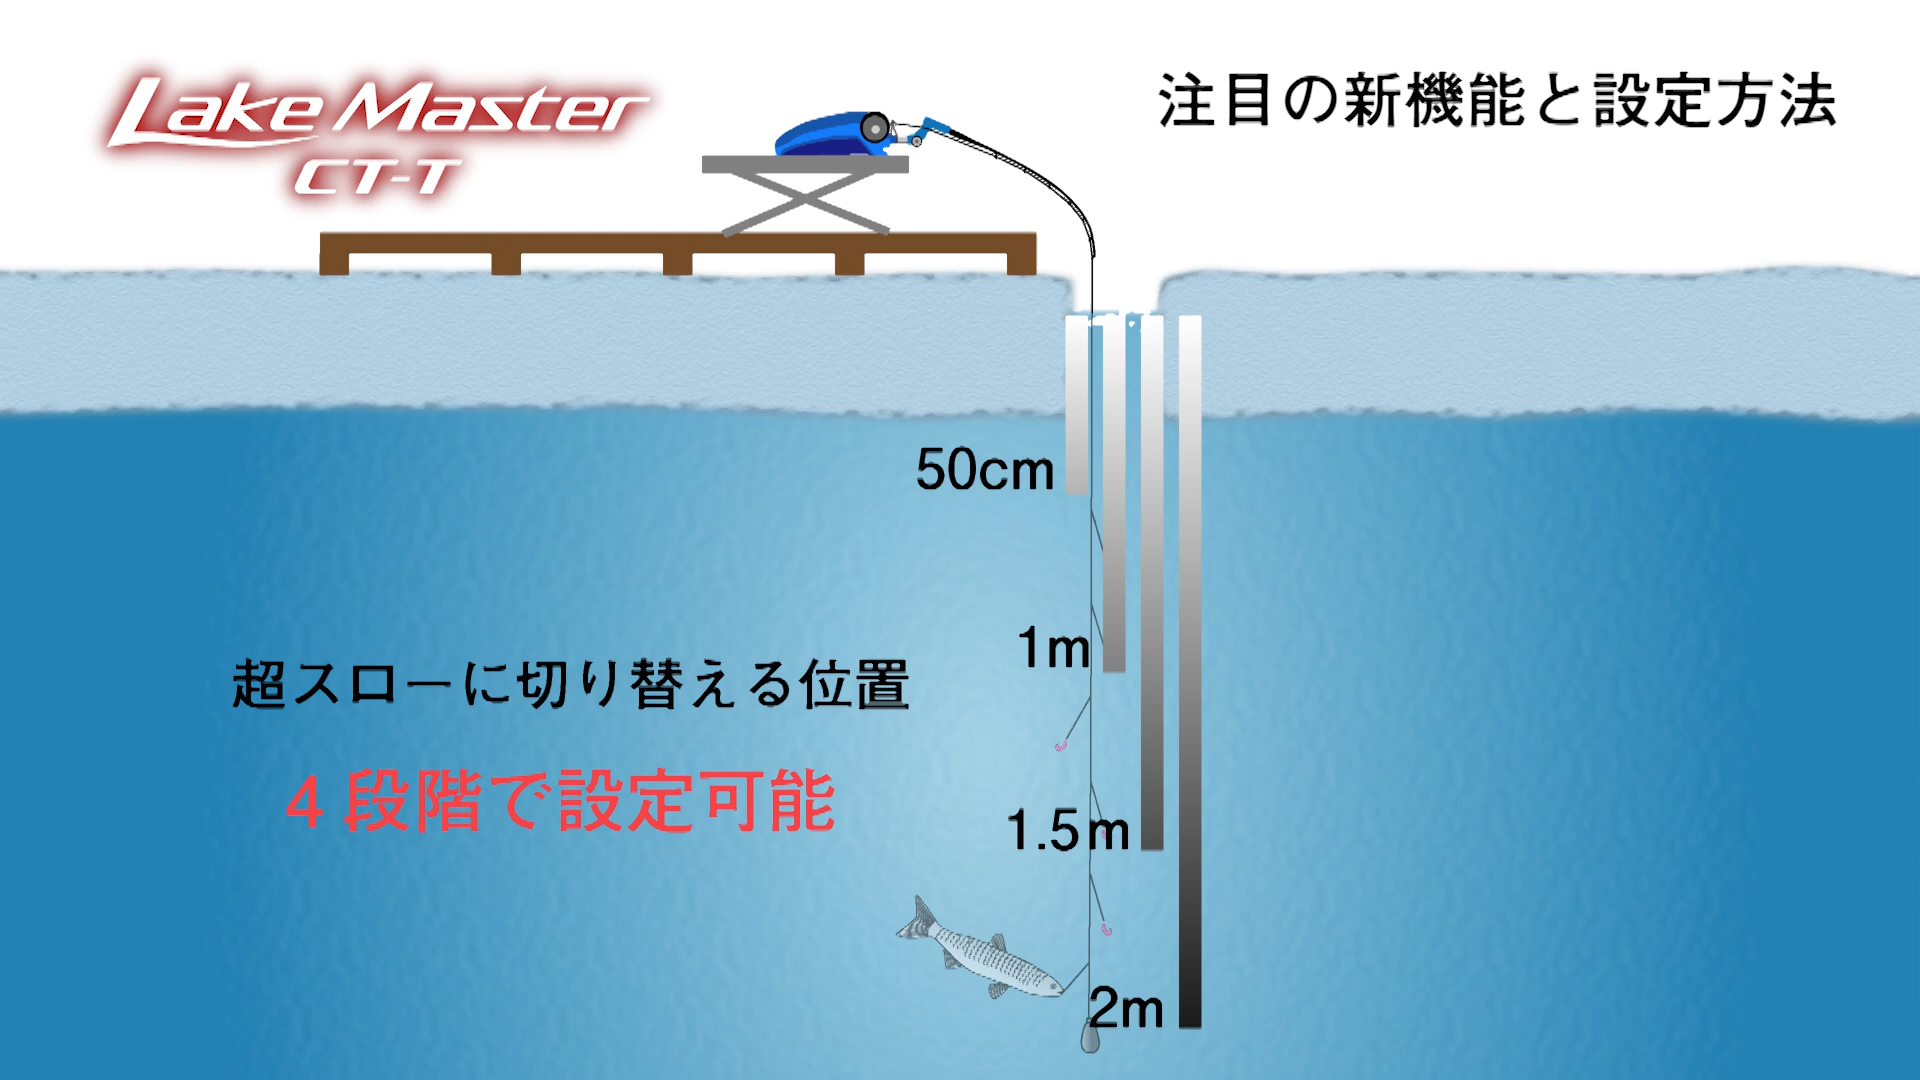 Lake Master
CT-T
注目の新機能と設定方法
50cm
1m
超スローに切り替える位置
4段階で設定可能
1.5m
2m